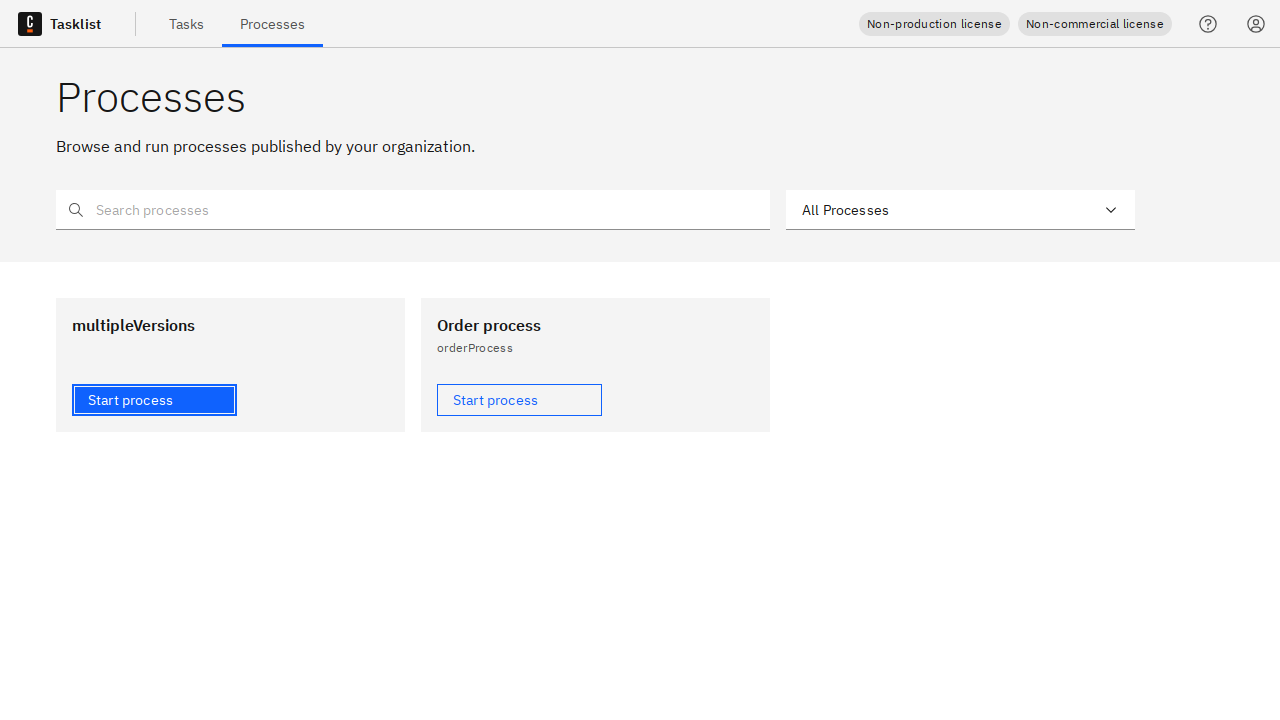 Tasklist
Tasks
Processes
Non-production license
Non-commercial license
Processes
Browse and run processes published by your organization.
Search processes
All Processes
multipleVersions
Start process
Order process
orderProcess
Start process